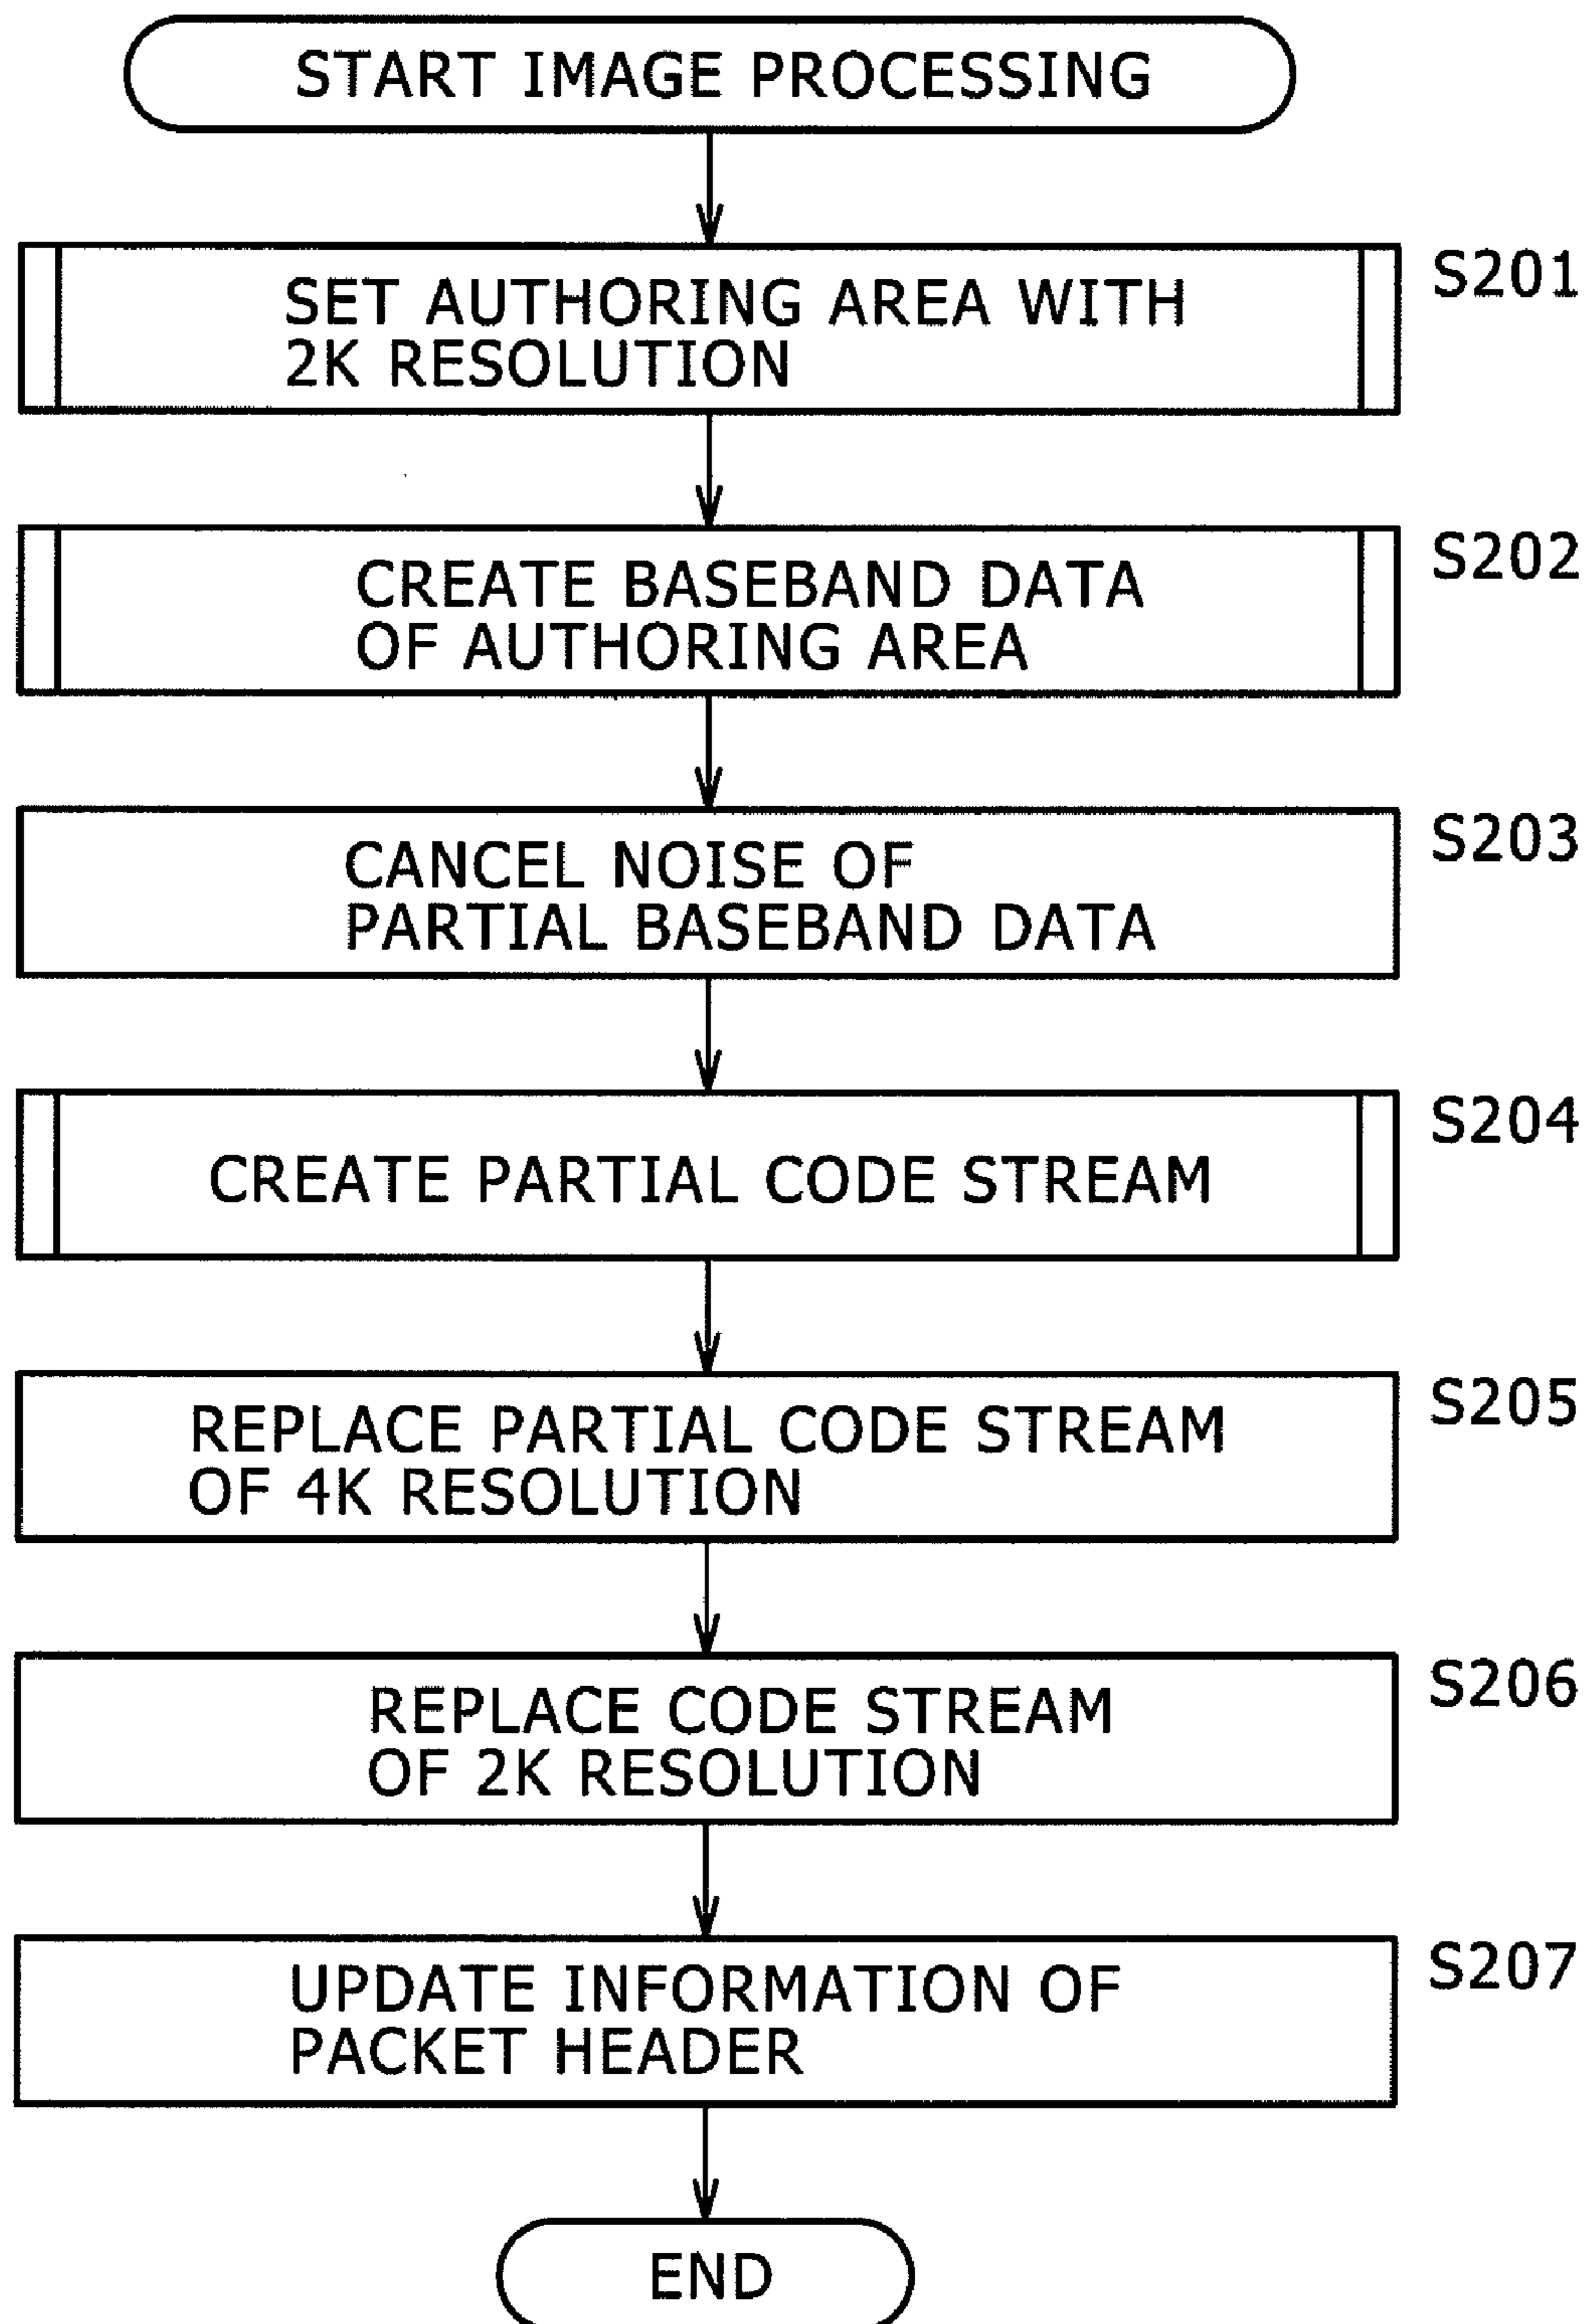 START IMAGE PROCESSING
S201
SET AUTHORING AREA WITH
2K RESOLUTION
S202
CREATE BASEBAND DATA
OF AUTHORING AREA
S203
CANCEL NOISE OF
PARTIAL BASEBAND DATA
S204
CREATE PARTIAL CODE STREAM
S205
REPLACE PARTIAL CODE STREAM
OF 4K RESOLUTION
S206
REPLACE CODE STREAM
OF 2K RESOLUTION
S207
UPDATE INFORMATION OF
PACKET HEADER
END